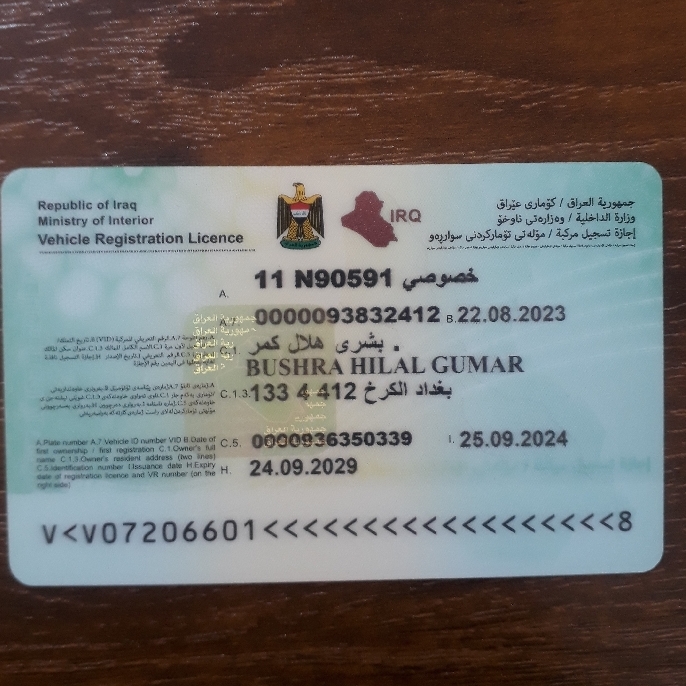 Republic of Iraq
Ministry of Interior
Vehicle Registration Licence
IRQ
جمهورية العراق / كۆماری عێراق
وزارة الداخلية / وەزارەتی ناوخۆ
إجازة تسجيل مركبة / مۆڵەتی تۆمارکردنی سواررەو
A. 11 N90591 خصوصي
0000093832412 B. 22.08.2023
بشرى هلال كمر .
BUSHRA HILAL GUMAR
C.1.3. 133 4 412 بغداد الكرخ
C.5. 0000936350339 I. 25.09.2024
H. 24.09.2029
A.Plate number A.7 Vehicle ID number VID B.Date of
first ownership / first registration C.1.Owner's full
name C.1.3.Owner's resident address (two lines)
C.5.Identification number I.Issuance date H.Expiry
date of registration licence and VR number (on the
right side)
جمهورية العراق
V<V07206601<<<<<<<<<<<<<<<<<<<8